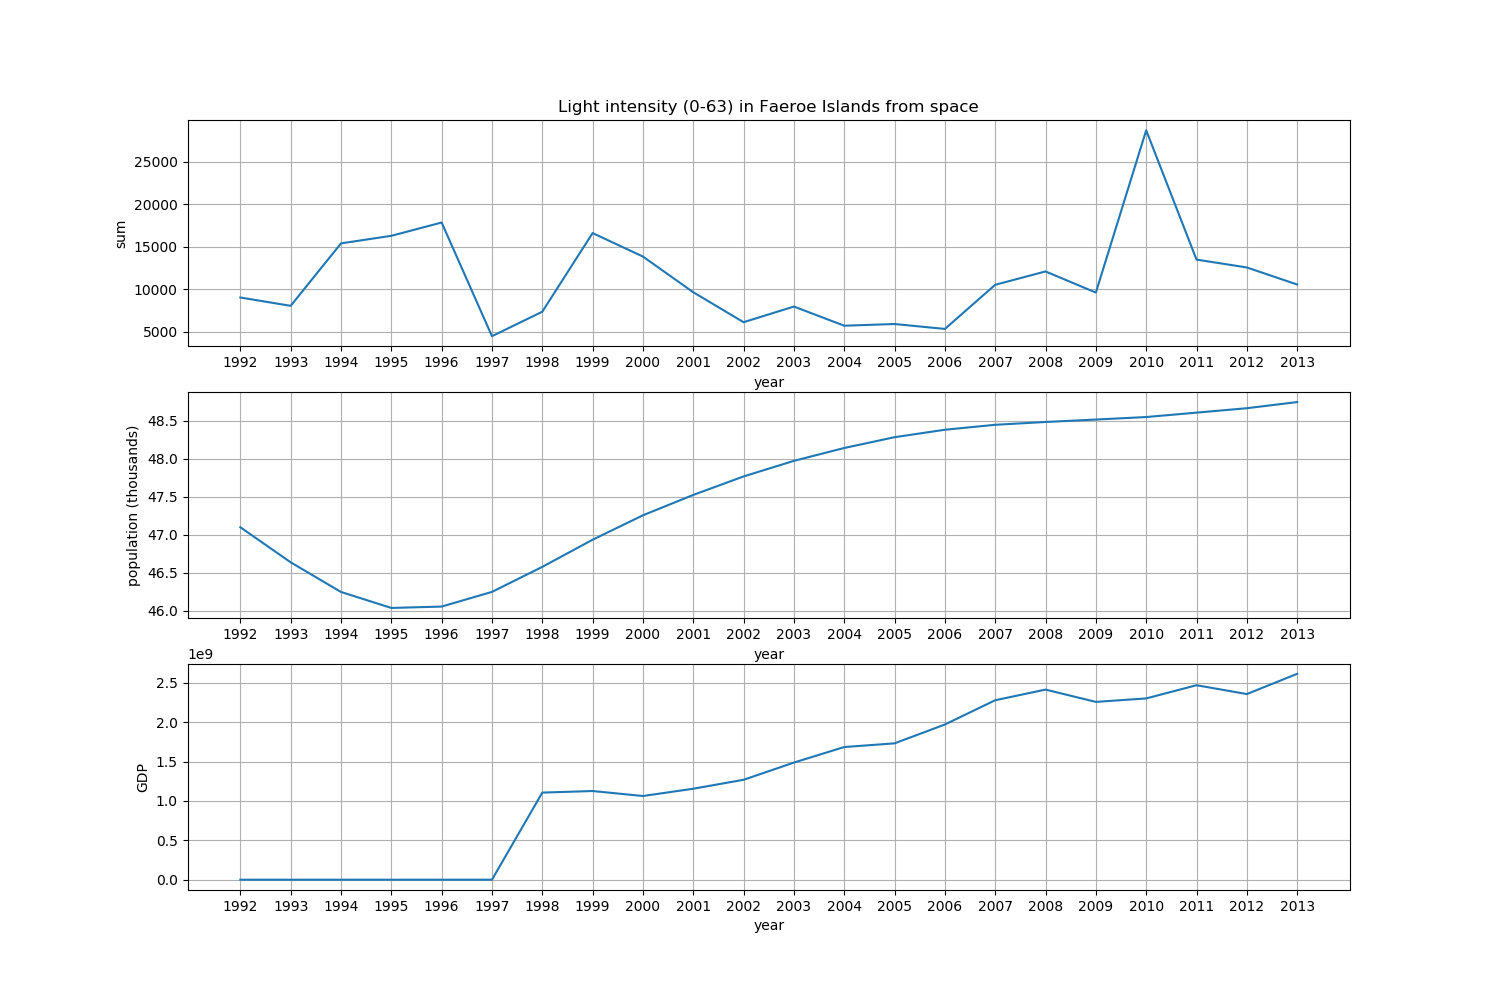 Light intensity (0-63) in Faeroe Islands from space
25000
20000
15000
10000
5000
sum
1992 1993 1994 1995 1996 1997 1998 1999 2000 2001 2002 2003 2004 2005 2006 2007 2008 2009 2010 2011 2012 2013
year
48.5
48.0
47.5
47.0
46.5
46.0
population (thousands)
1992 1993 1994 1995 1996 1997 1998 1999 2000 2001 2002 2003 2004 2005 2006 2007 2008 2009 2010 2011 2012 2013
year
1e9
2.5
2.0
1.5
1.0
0.5
0.0
GDP
1992 1993 1994 1995 1996 1997 1998 1999 2000 2001 2002 2003 2004 2005 2006 2007 2008 2009 2010 2011 2012 2013
year